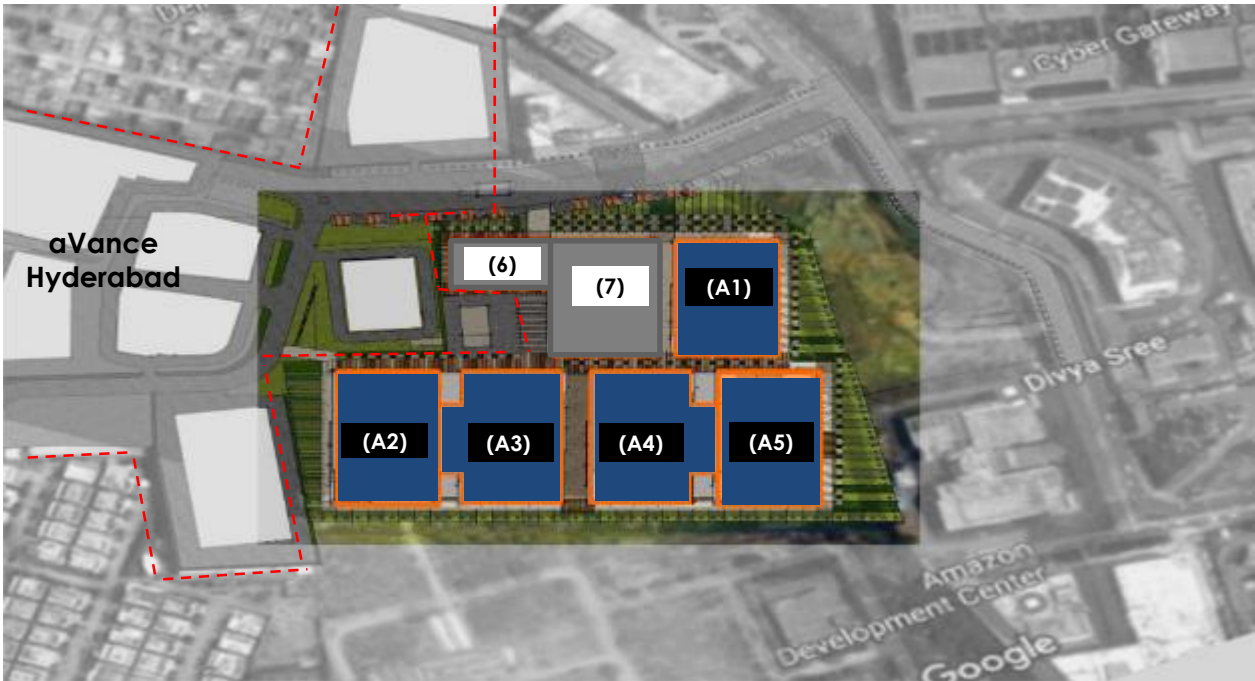 Cyber Gateway
aVance
Hyderabad
(6)
(7)
(A1)
Divya Sree
(A2)
(A3)
(A4)
(A5)
Amazon
Development Center
Google